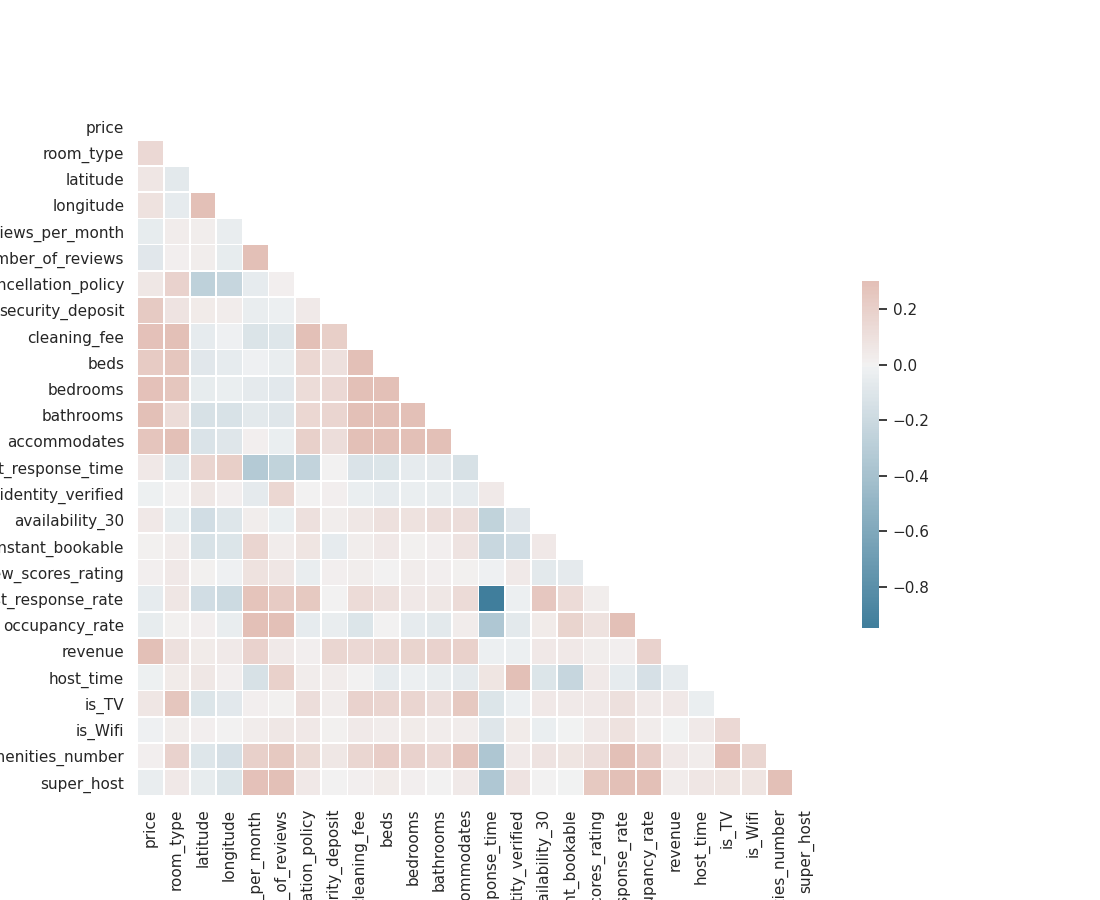 price
room_type
latitude
longitude
iews_per_month
mber_of_reviews
ncellation_policy
security_deposit
cleaning_fee
beds
bedrooms
bathrooms
accommodates
t_response_time
identity_verified
availability_30
nstant_bookable
ew_scores_rating
st_response_rate
occupancy_rate
revenue
host_time
is_TV
is_Wifi
menities_number
super_host
0.2
0.0
−0.2
−0.4
−0.6
−0.8
price
room_type
latitude
longitude
_per_month
_of_reviews
ation_policy
rity_deposit
leaning_fee
beds
bedrooms
bathrooms
ommodates
ponse_time
tity_verified
ailability_30
nt_bookable
cores_rating
sponse_rate
upancy_rate
revenue
host_time
is_TV
is_Wifi
ies_number
super_host